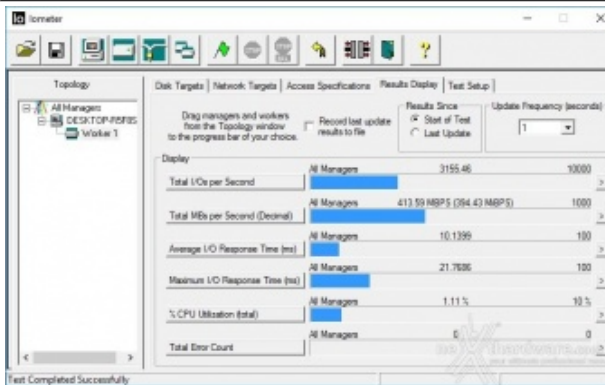 Iometer
Topology
All Managers
Worker 1
Disk Targets
Network Targets
Access Specifications
Results Display
Test Setup
Drag managers and workers
from the Topology window
to the progress bar of your choice.
Record last update
results to file
Results Since
Start of Test
Last Update
Update Frequency (seconds)
1
Display
All Managers 3155.46 10000
Total I/Os per Second
All Managers 413.59 MBPS (394.43 MiBPS) 1000
Total MBs per Second (Decimal)
All Managers 10.1399 100
Average I/O Response Time (ms)
All Managers 21.7686 100
Maximum I/O Response Time (ms)
All Managers 1.11 % 10 %
% CPU Utilization (total)
All Managers 0 0
Total Error Count
Test Completed Successfully